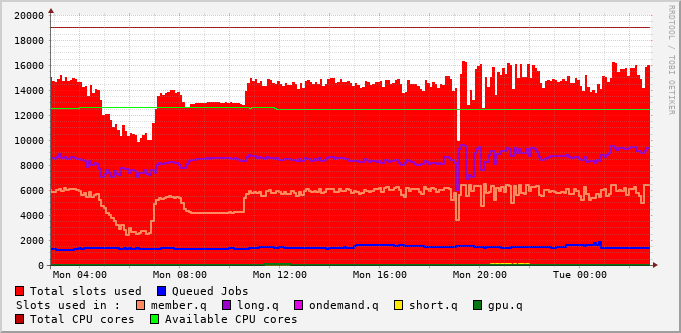 20000
18000
16000
14000
12000
10000
8000
6000
4000
2000
0
Mon 04:00 Mon 08:00 Mon 12:00 Mon 16:00 Mon 20:00 Tue 00:00
Total slots used Queued Jobs
Slots used in : member.q long.q ondemand.q short.q gpu.q
Total CPU cores Available CPU cores
RRDTOOL / TOBI OETIKER